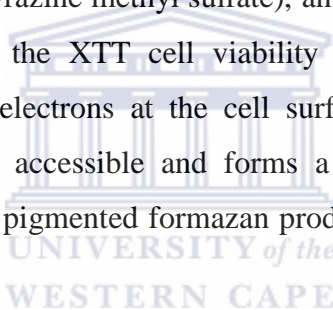 orazine methyl sulfate), an
the XTT cell viability
electrons at the cell surf
accessible and forms a
pigmented formazan prod
UNIVERSITY of the
WESTERN CAPE